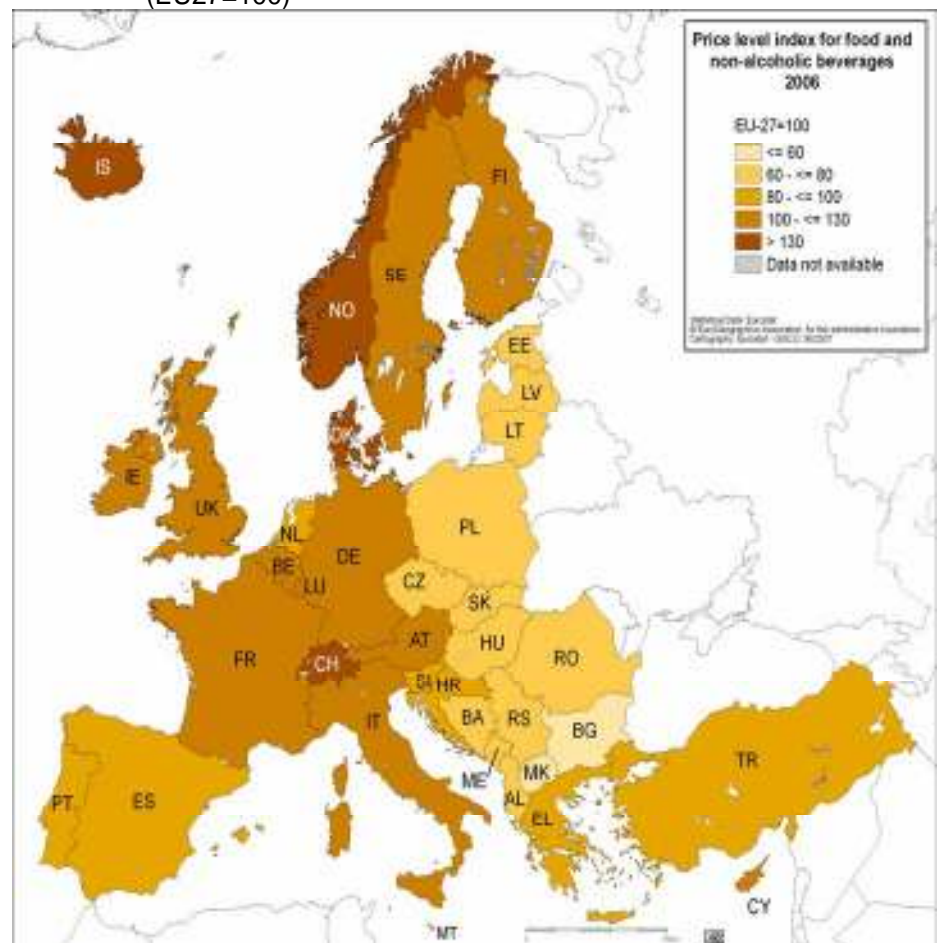 (EU27=100)
Price level index for food and
non-alcoholic beverages
2006
EU-27=100
<= 60
60 - <= 80
80 - <= 100
100 - <= 130
> 130
Data not available
IS
FI
SE
NO
EE
LV
LT
DK
IE
UK
NL
PL
DE
BE
LU
CZ
SK
AT
HU
FR
CH
RO
HR
IT
BA
RS
BG
ME
MK
TR
PT
ES
AL
EL
CY
MT